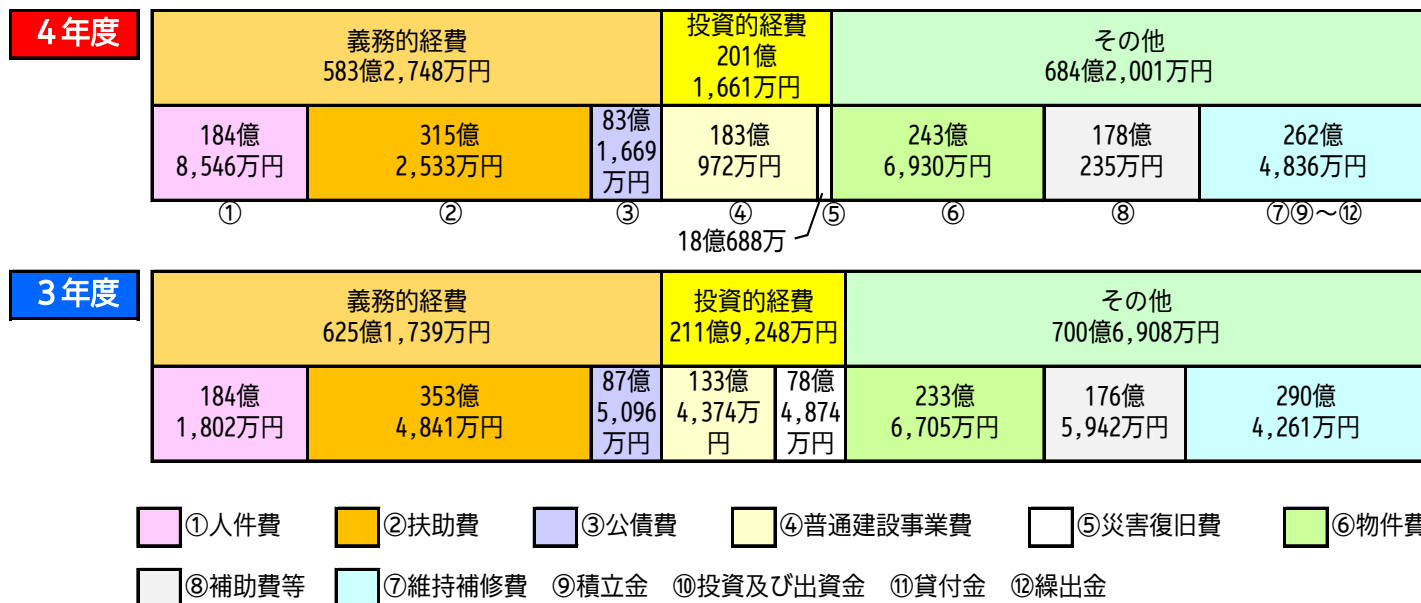 ４年度
義務的経費
583億2,748万円
投資的経費
201億
1,661万円
その他
684億2,001万円
184億
8,546万円
315億
2,533万円
83億
1,669
万円
183億
972万円
243億
6,930万円
178億
235万円
262億
4,836万円
①
②
③
④
⑤
⑥
⑧
⑦⑨～⑫
18億688万
３年度
義務的経費
625億1,739万円
投資的経費
211億9,248万円
その他
700億6,908万円
184億
1,802万円
353億
4,841万円
87億
5,096
万円
133億
4,374万
円
78億
4,874
万円
233億
6,705万円
176億
5,942万円
290億
4,261万円
①人件費 ②扶助費 ③公債費 ④普通建設事業費 ⑤災害復旧費 ⑥物件費
⑧補助費等 ⑦維持補修費 ⑨積立金 ⑩投資及び出資金 ⑪貸付金 ⑫繰出金